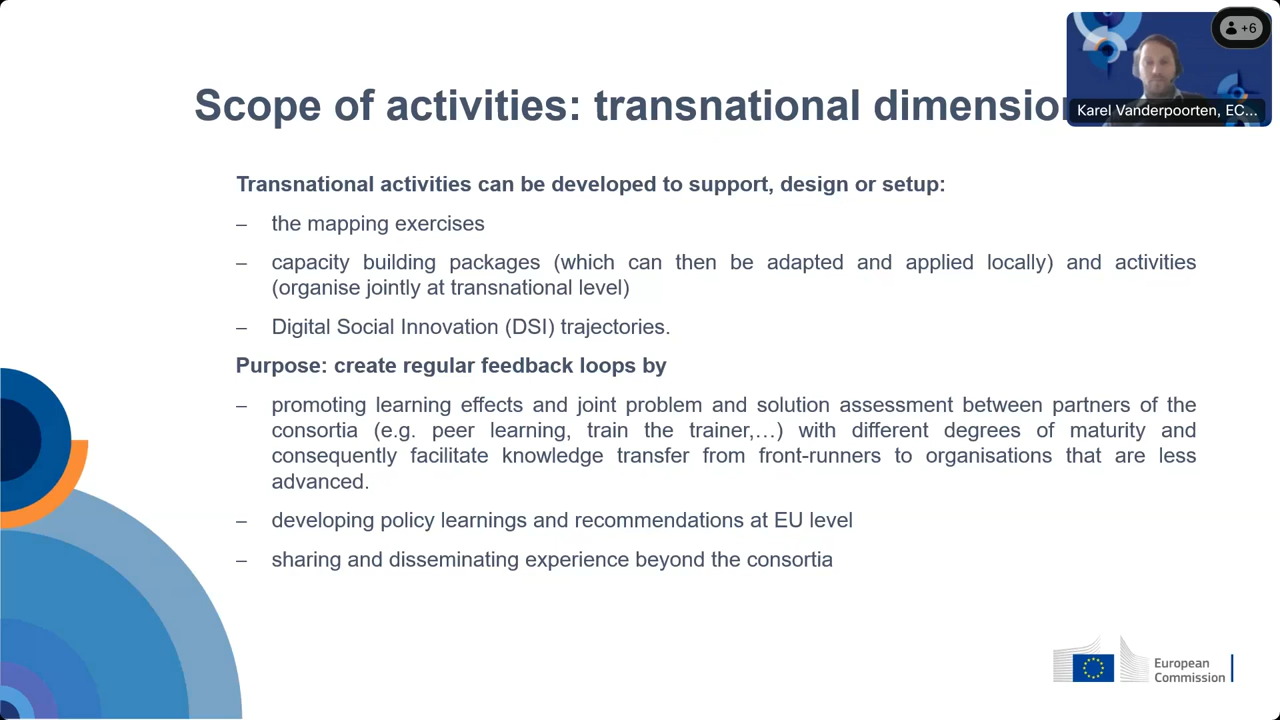 +6
Karel Vanderpoorten, EC...
Scope of activities: transnational dimension
Transnational activities can be developed to support, design or setup:
– the mapping exercises
– capacity building packages (which can then be adapted and applied locally) and activities
(organise jointly at transnational level)
– Digital Social Innovation (DSI) trajectories.
Purpose: create regular feedback loops by
– promoting learning effects and joint problem and solution assessment between partners of the
consortia (e.g. peer learning, train the trainer,…) with different degrees of maturity and
consequently facilitate knowledge transfer from front-runners to organisations that are less
advanced.
– developing policy learnings and recommendations at EU level
– sharing and disseminating experience beyond the consortia
European
Commission